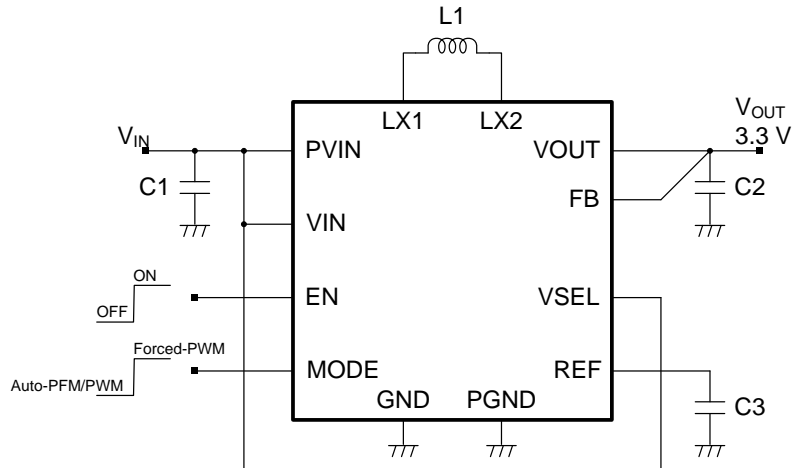 L1
LX1 LX2
VIN
PVIN
VOUT
VOUT
3.3 V
C1
C2
FB
VIN
ON
OFF
EN
VSEL
Forced-PWM
Auto-PFM/PWM
MODE
REF
GND PGND
C3